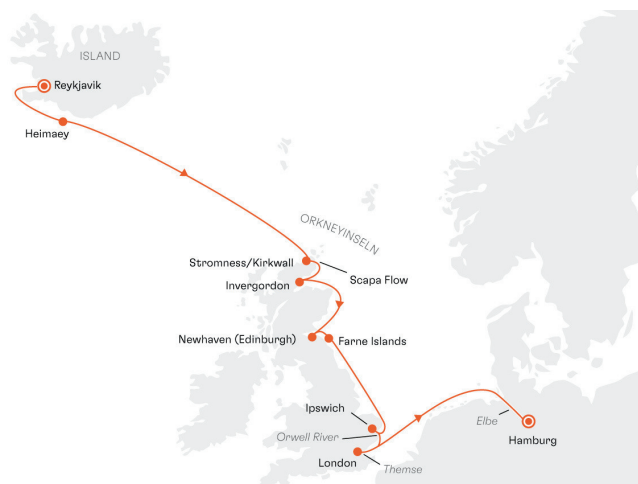 ISLAND
Reykjavik
Heimaey
ORKNEYINSELN
Stromness/Kirkwall
Scapa Flow
Invergordon
Newhaven (Edinburgh)
Farne Islands
Ipswich
Orwell River
Elbe
Hamburg
London
Themse